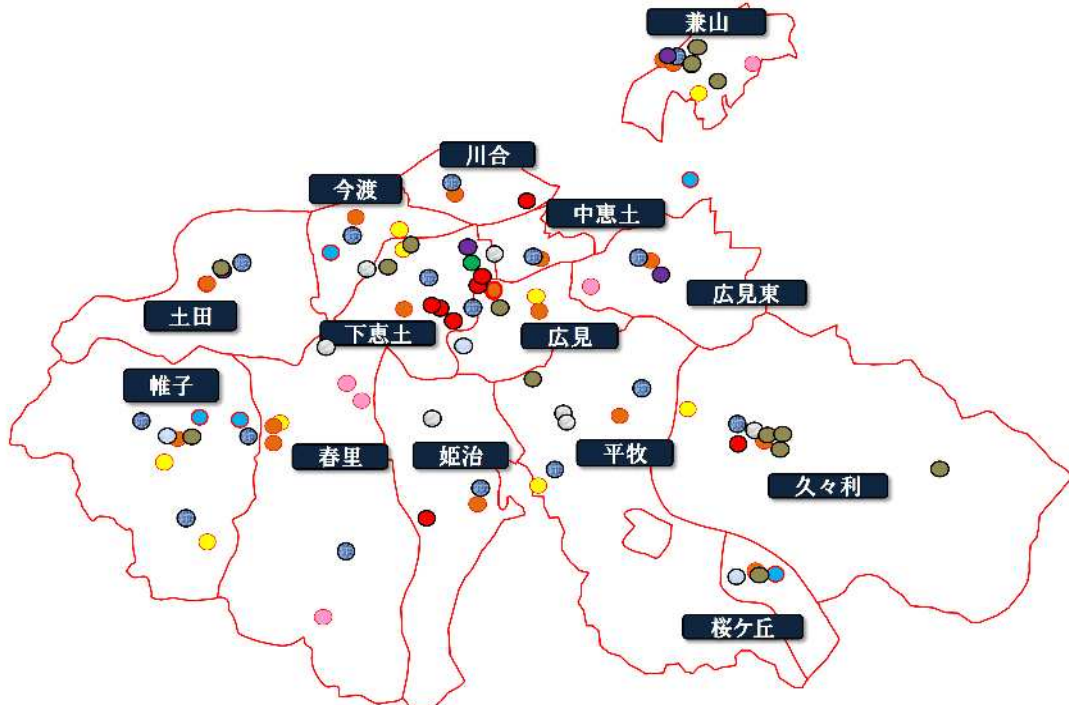 兼山
川合
今渡
中恵土
広見東
土田
下恵土
広見
帷子
春里
姫治
平牧
久々利
桜ケ丘